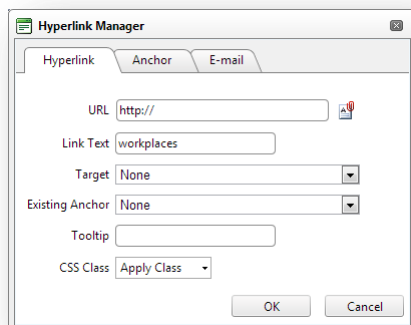 Hyperlink Manager
Hyperlink Anchor E-mail
URL http://
Link Text workplaces
Target None
Existing Anchor None
Tooltip
CSS Class Apply Class
OK Cancel